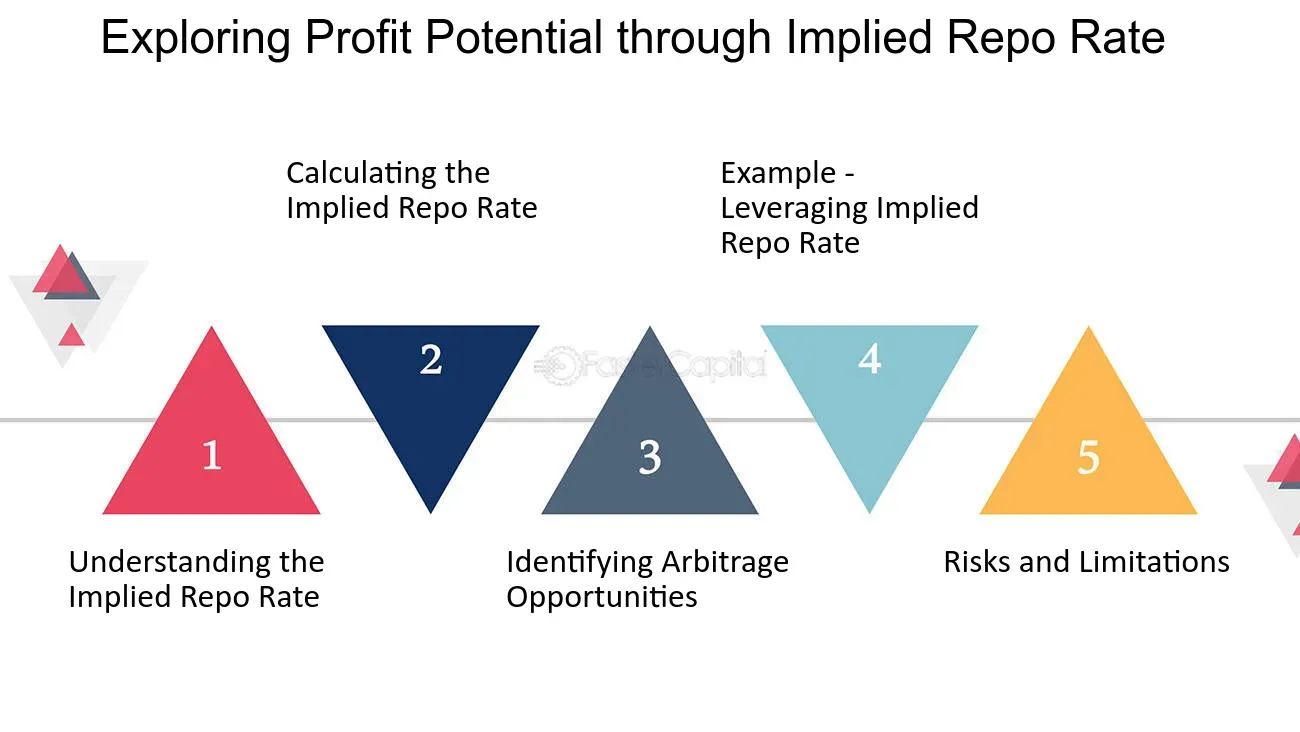 Exploring Profit Potential through Implied Repo Rate
Calculating the
Implied Repo Rate
Example -
Leveraging Implied
Repo Rate
1
2
FasterCapital
3
4
5
Understanding the
Implied Repo Rate
Identifying Arbitrage
Opportunities
Risks and Limitations